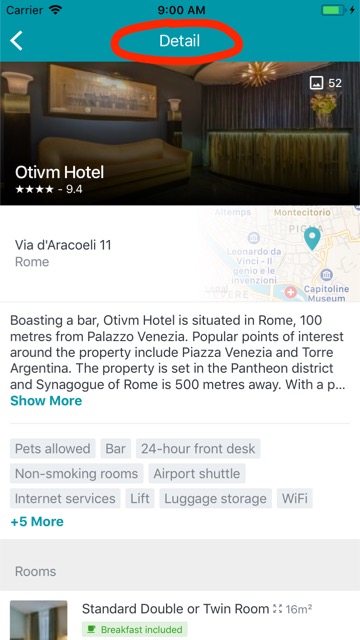 Carrier 9:00 AM
Detail
52
Otivm Hotel
★★★★ - 9.4
Via d'Aracoeli 11
Rome
Altemps Montecitorio
PIGNA
Leonardo da
Vinci - Il
genio e le
invenzioni
Capitoline
Museum
Boasting a bar, Otivm Hotel is situated in Rome, 100
metres from Palazzo Venezia. Popular points of interest
around the property include Piazza Venezia and Torre
Argentina. The property is set in the Pantheon district
and Synagogue of Rome is 500 metres away. With a p...
Show More
Pets allowed Bar 24-hour front desk
Non-smoking rooms Airport shuttle
Internet services Lift Luggage storage WiFi
+5 More
Rooms
Standard Double or Twin Room 16m²
Breakfast included